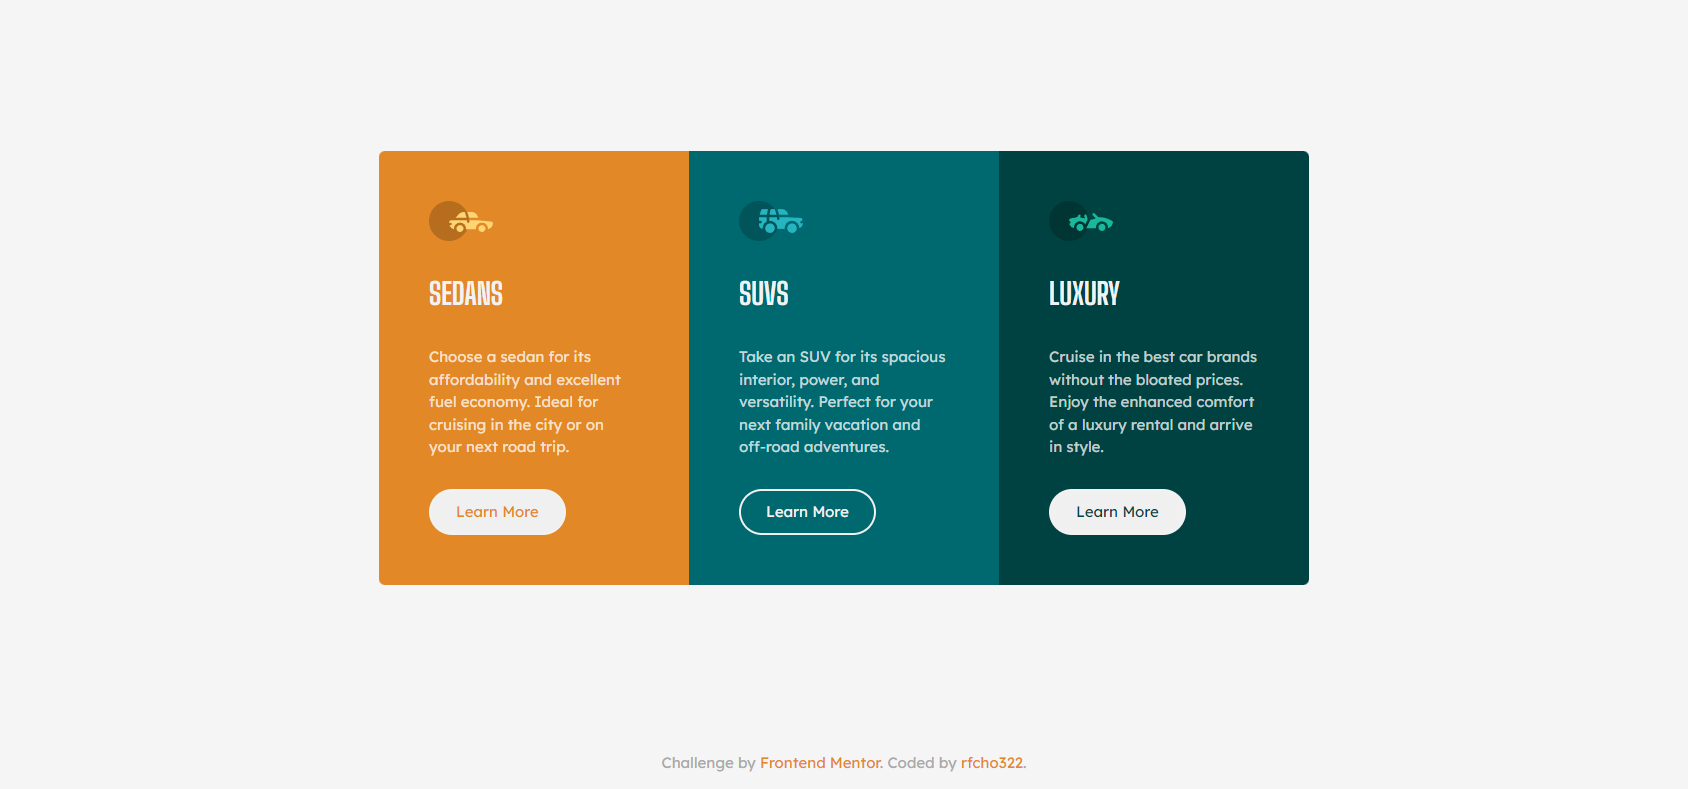 SEDANS
Choose a sedan for its
affordability and excellent
fuel economy. Ideal for
cruising in the city or on
your next road trip.
Learn More
SUVS
Take an SUV for its spacious
interior, power, and
versatility. Perfect for your
next family vacation and
off-road adventures.
Learn More
LUXURY
Cruise in the best car brands
without the bloated prices.
Enjoy the enhanced comfort
of a luxury rental and arrive
in style.
Learn More
Challenge by Frontend Mentor. Coded by rfcho322.